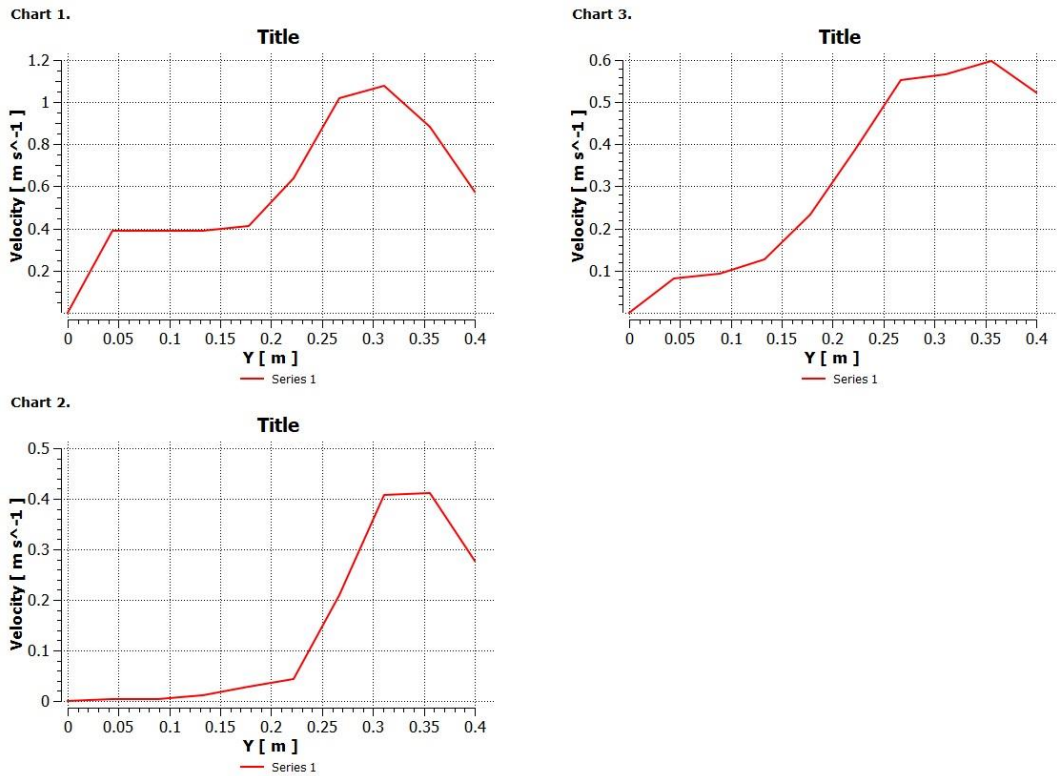 Chart 1.
Title
Velocity [ m s^-1 ]
1.2
1
0.8
0.6
0.4
0.2
0 0.05 0.1 0.15 0.2 0.25 0.3 0.35 0.4
Y [ m ]
Series 1
Chart 2.
Title
Velocity [ m s^-1 ]
0.5
0.4
0.3
0.2
0.1
0
0 0.05 0.1 0.15 0.2 0.25 0.3 0.35 0.4
Y [ m ]
Series 1
Chart 3.
Title
Velocity [ m s^-1 ]
0.6
0.5
0.4
0.3
0.2
0.1
0 0.05 0.1 0.15 0.2 0.25 0.3 0.35 0.4
Y [ m ]
Series 1